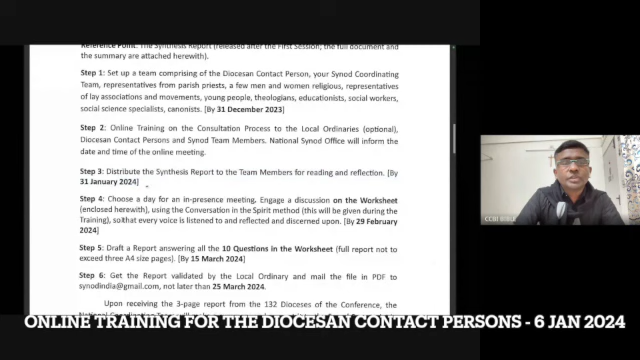 Reference Point: The Synthesis Report (released after the First Session; the full document and
the summary are attached herewith).
Step 1: Set up a team comprising of the Diocesan Contact Person, your Synod Coordinating
Team, representatives from parish priests, a few men and women religious, representatives
of lay associations and movements, young people, theologians, educationists, social workers,
social science specialists, canonists. [By 31 December 2023]
Step 2: Online Training on the Consultation Process to the Local Ordinaries (optional),
Diocesan Contact Persons and Synod Team Members. National Synod Office will inform the
date and time of the online meeting.
Step 3: Distribute the Synthesis Report to the Team Members for reading and reflection. [By
31 January 2024]
Step 4: Choose a day for an in-presence meeting. Engage a discussion on the Worksheet
(enclosed herewith), using the Conversation in the Spirit method (this will be given during the
Training), so that every voice is listened to and reflected and discerned upon. [By 29 February
2024]
Step 5: Draft a Report answering all the 10 Questions in the Worksheet (full report not to
exceed three A4 size pages). [By 15 March 2024]
Step 6: Get the Report validated by the Local Ordinary and mail the file in PDF to
synodindia@gmail.com, not later than 25 March 2024.
Upon receiving the 3-page report from the 132 Dioceses of the Conference, the
CCBI BIBLE
ONLINE TRAINING FOR THE DIOCESAN CONTACT PERSONS - 6 JAN 2024